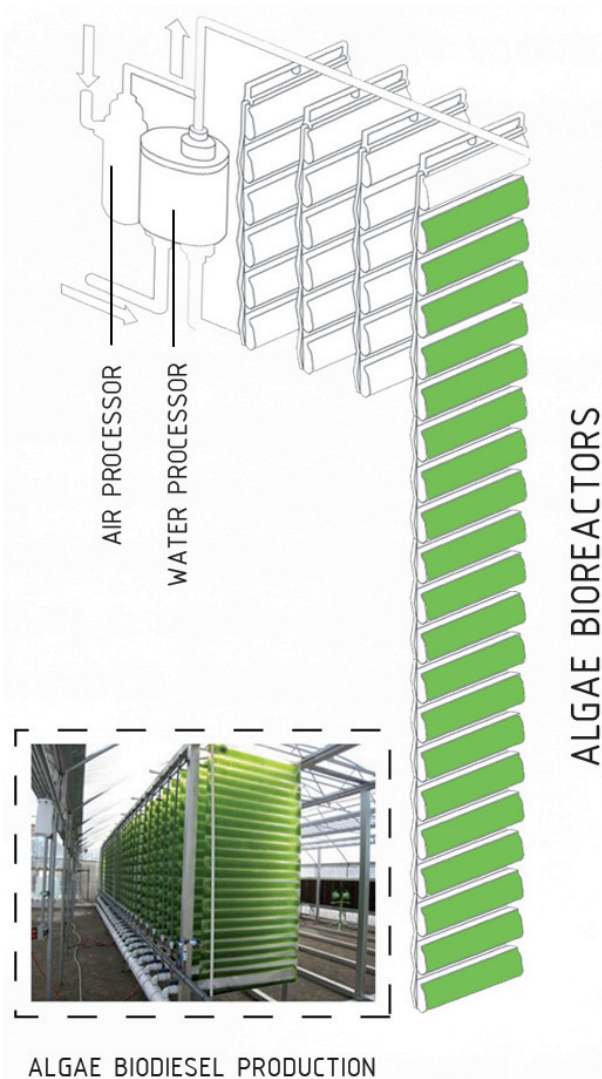 AIR PROCESSOR
WATER PROCESSOR
ALGAE BIOREACTORS
ALGAE BIODIESEL PRODUCTION